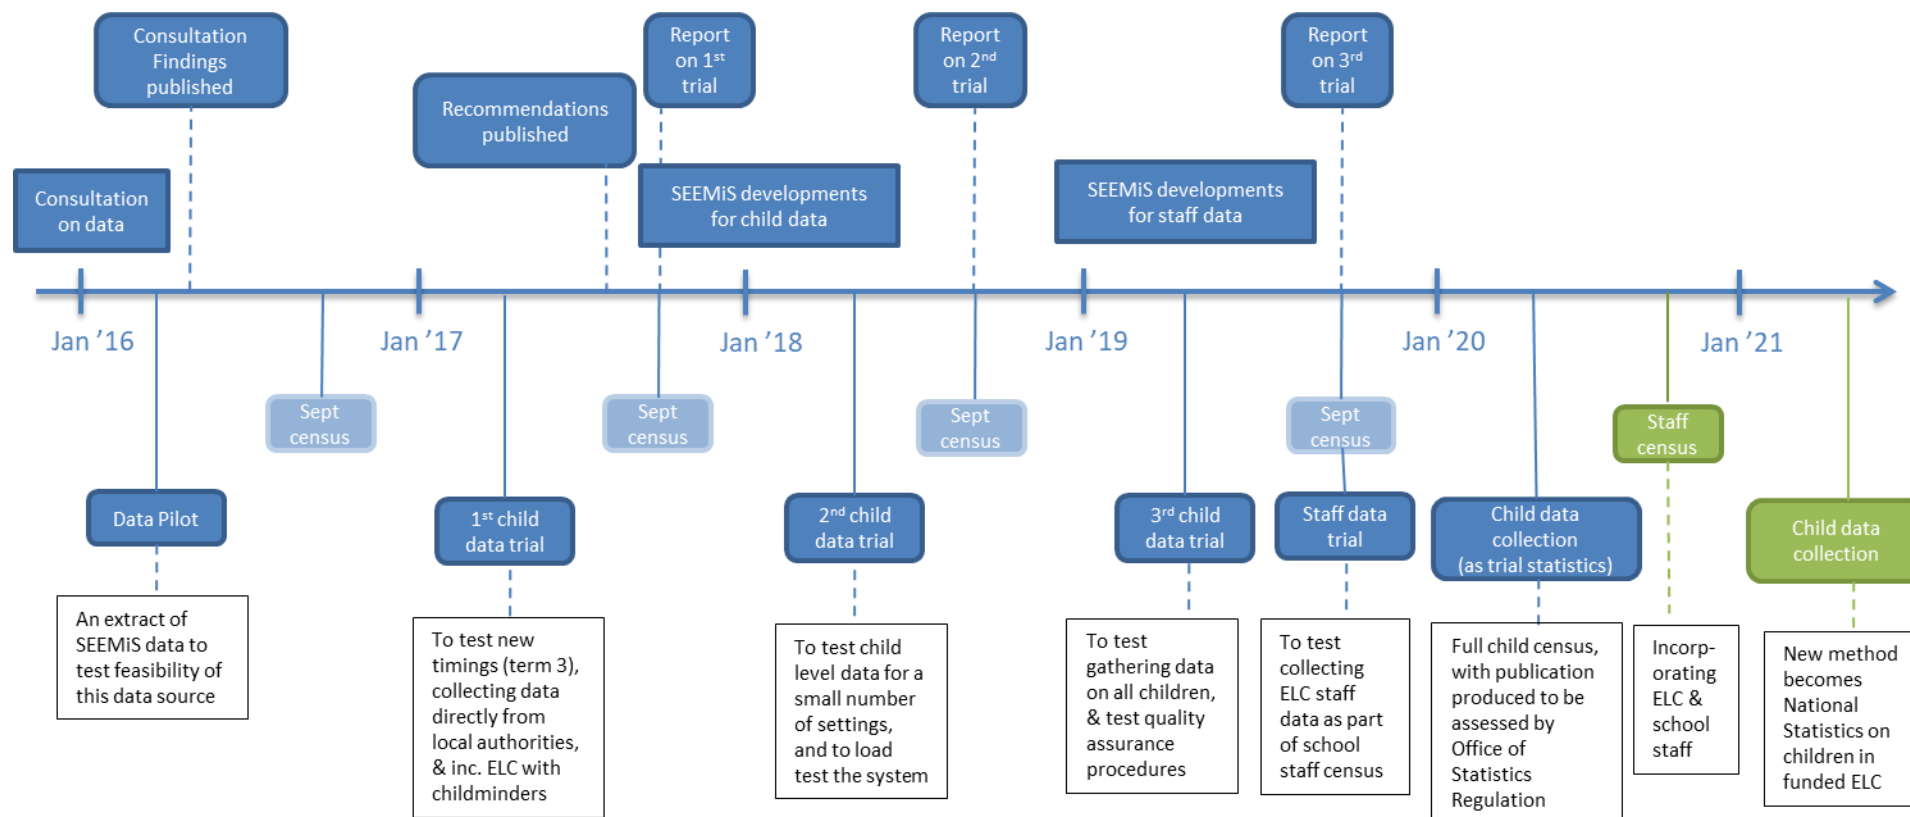 Consultation
Findings
published
Report
on 1st
trial
Report
on 2nd
trial
Report
on 3rd
trial
Recommendations
published
Consultation
on data
SEEMiS developments
for child data
SEEMiS developments
for staff data
Jan ’16
Jan ’17
Jan ’18
Jan ’19
Jan ’20
Jan ’21
Sept
census
Sept
census
Sept
census
Sept
census
Staff
census
Data Pilot
1st child
data trial
2nd child
data trial
3rd child
data trial
Staff data
trial
Child data
collection
(as trial statistics)
Child data
collection
An extract of
SEEMiS data to
test feasibility of
this data source
To test new
timings (term 3),
collecting data
directly from
local authorities,
& inc. ELC with
childminders
To test child
level data for a
small number
of settings,
and to load
test the system
To test
gathering data
on all children,
& test quality
assurance
procedures
To test
collecting
ELC staff
data as part
of school
staff census
Full child census,
with publication
produced to be
assessed by
Office of
Statistics
Regulation
Incorp-
orating
ELC &
school
staff
New method
becomes
National
Statistics on
children in
funded ELC